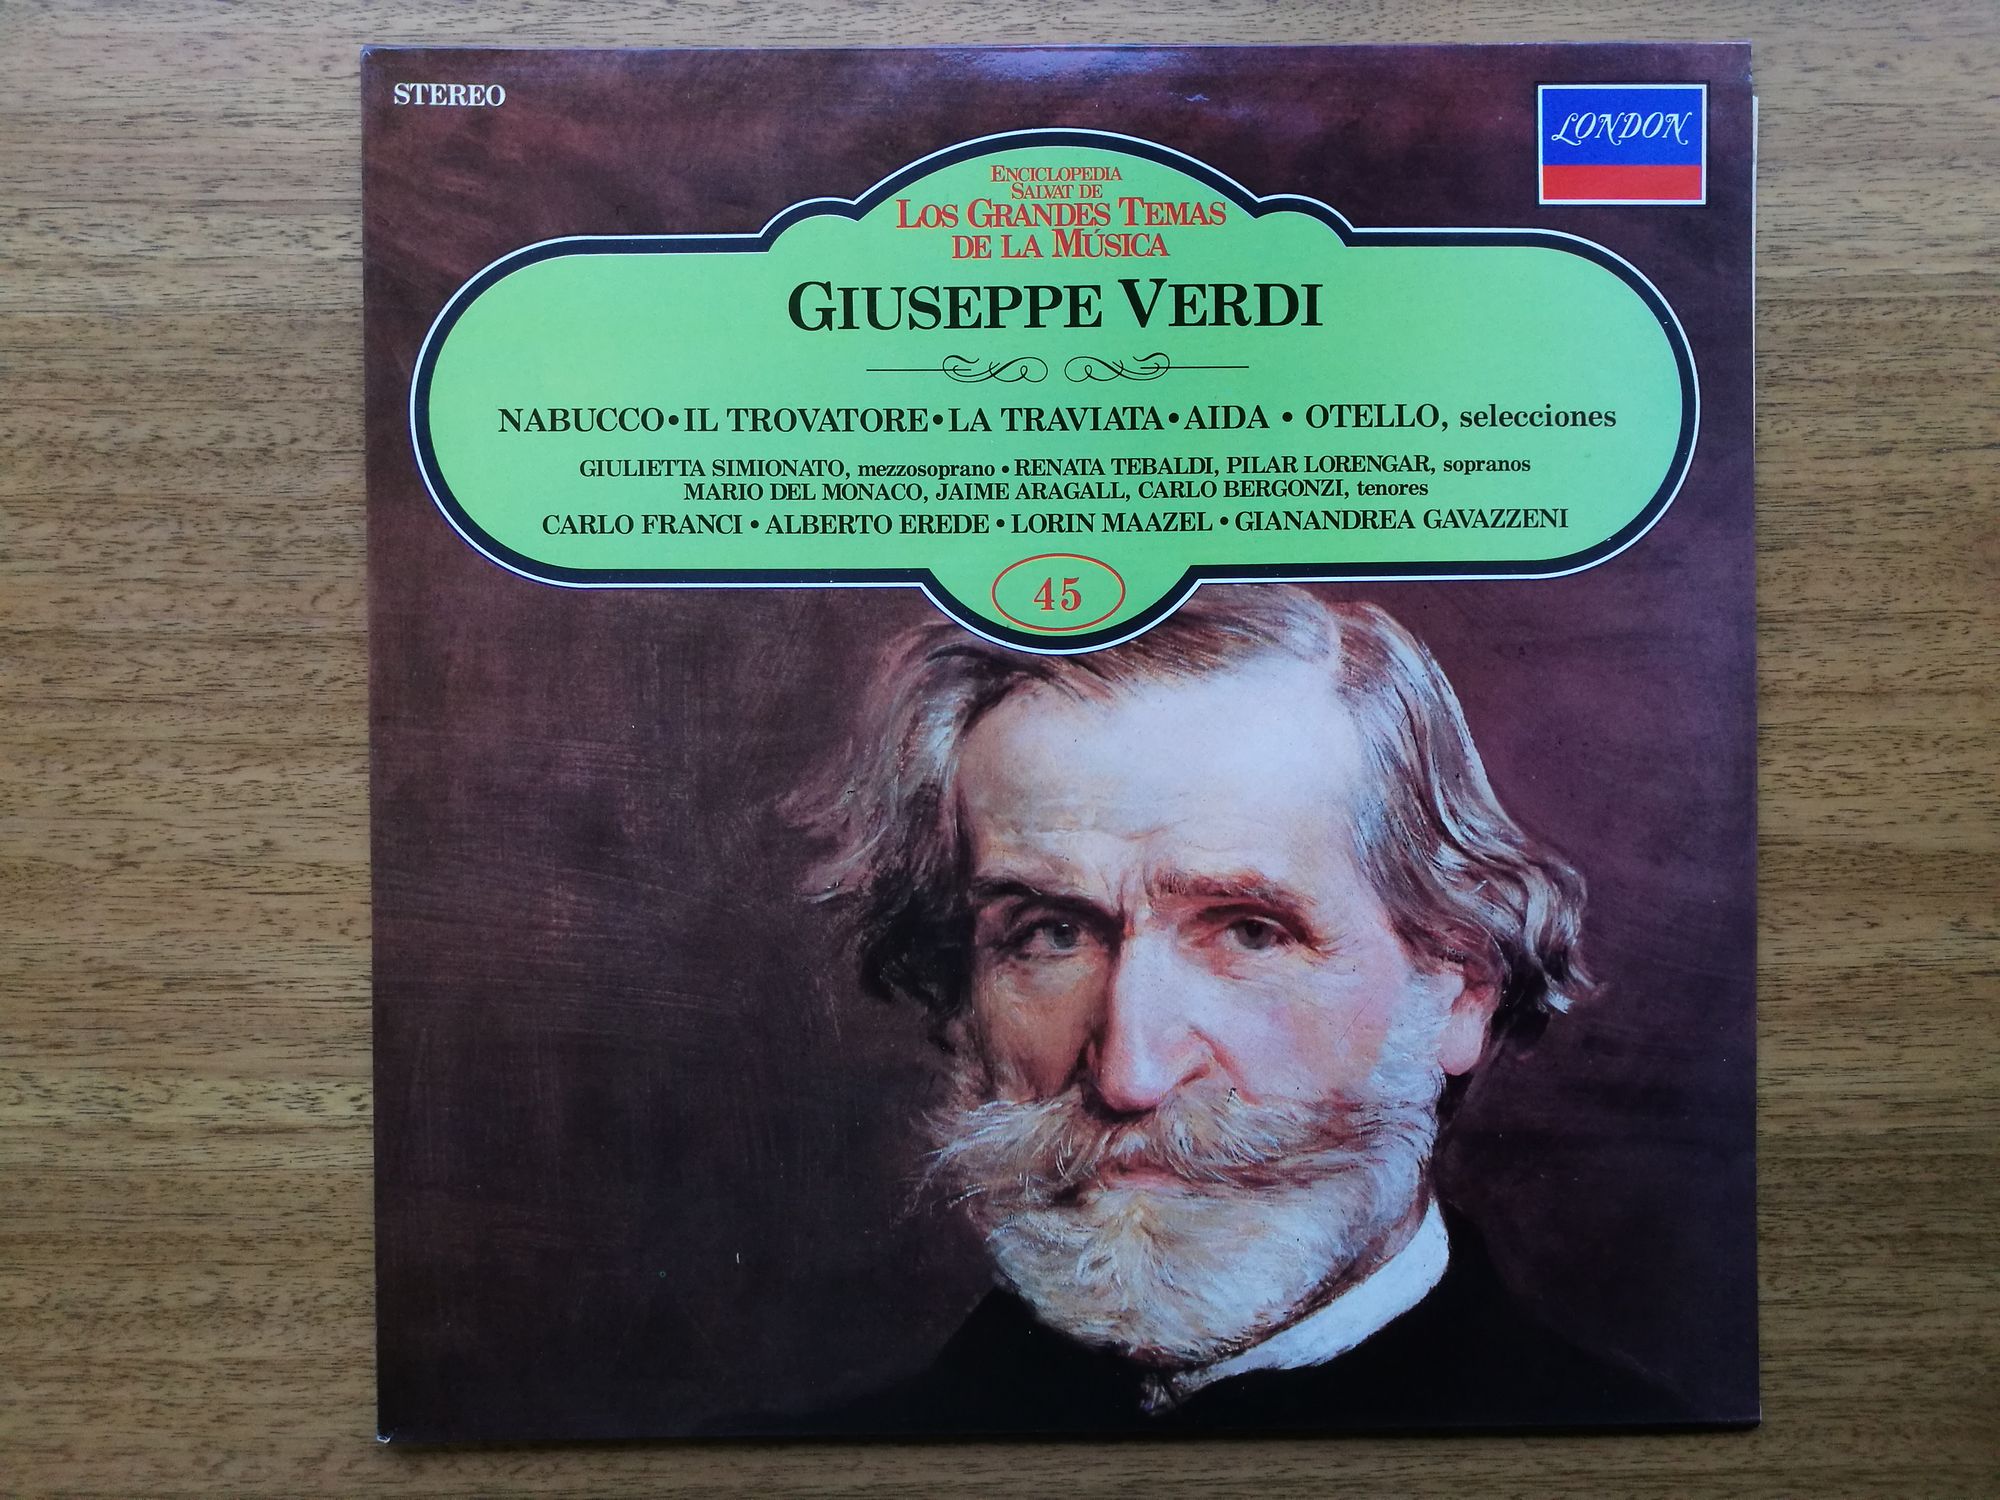 STEREO
LONDON
ENCICLOPEDIA
SALVAT DE
LOS GRANDES TEMAS
DE LA MÚSICA
GIUSEPPE VERDI
NABUCCO • IL TROVATORE • LA TRAVIATA • AIDA • OTELLO, selecciones
GIULIETTA SIMIONATO, mezzosoprano • RENATA TEBALDI, PILAR LORENGAR, sopranos
MARIO DEL MONACO, JAIME ARAGALL, CARLO BERGONZI, tenores
CARLO FRANCI • ALBERTO EREDE • LORIN MAAZEL • GIANANDREA GAVAZZENI
45